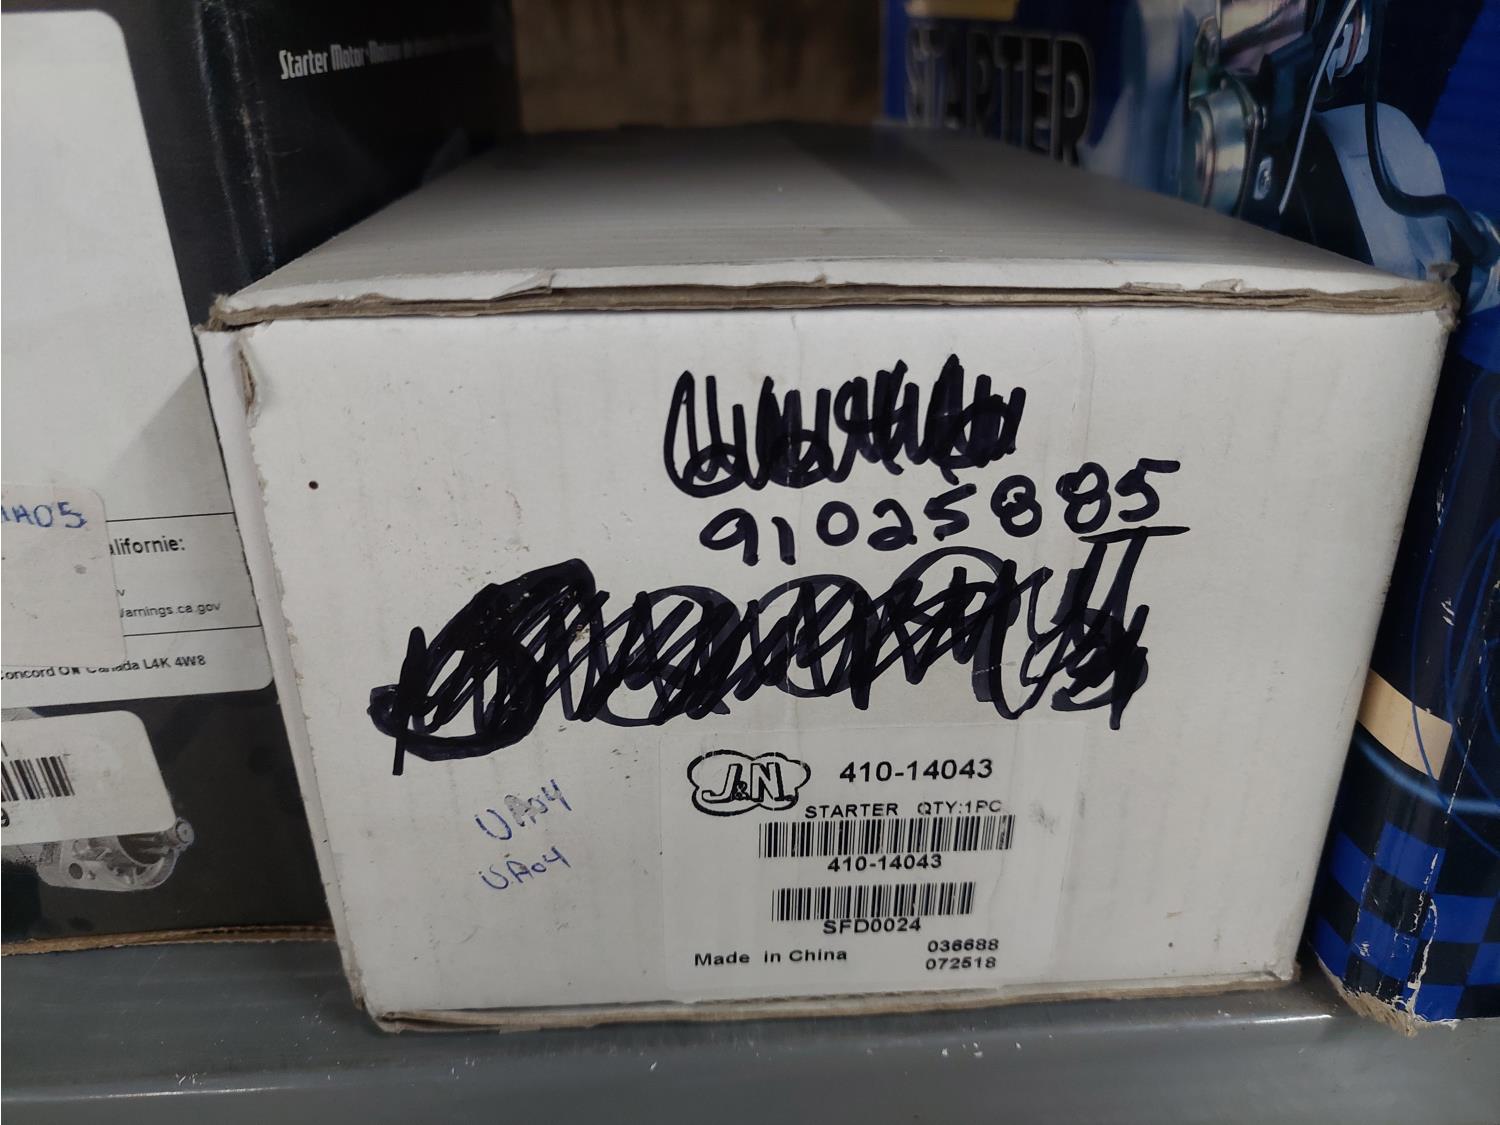 Starter Motor
STARTER
91025885
AA05
alifornie:
Warnings.ca.gov
Concord ON Canada L4K 4W8
UA04
UA04
J&N
410-14043
STARTER QTY:1PC
410-14043
SFD0024
Made in China
036688
072518